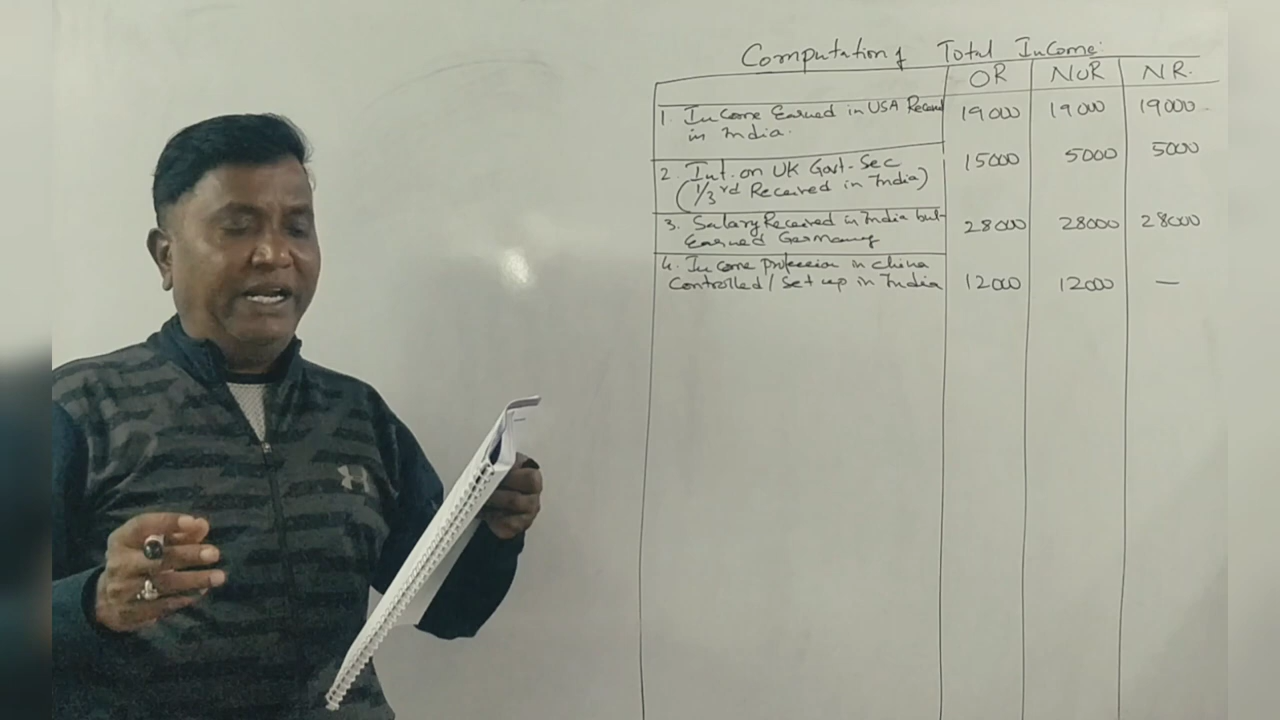 Computation of Total Income:
OR NOR NR.
1. Income Earned in USA Received 19000 19000 19000
in India.
2. Int. on UK Govt. Sec 15000 5000 5000
(1/3rd Received in India)
3. Salary Received in India but 28000 28000 28000
Earned Germany
4. Income profession in China
Controlled / Set up in India 12000 12000 —